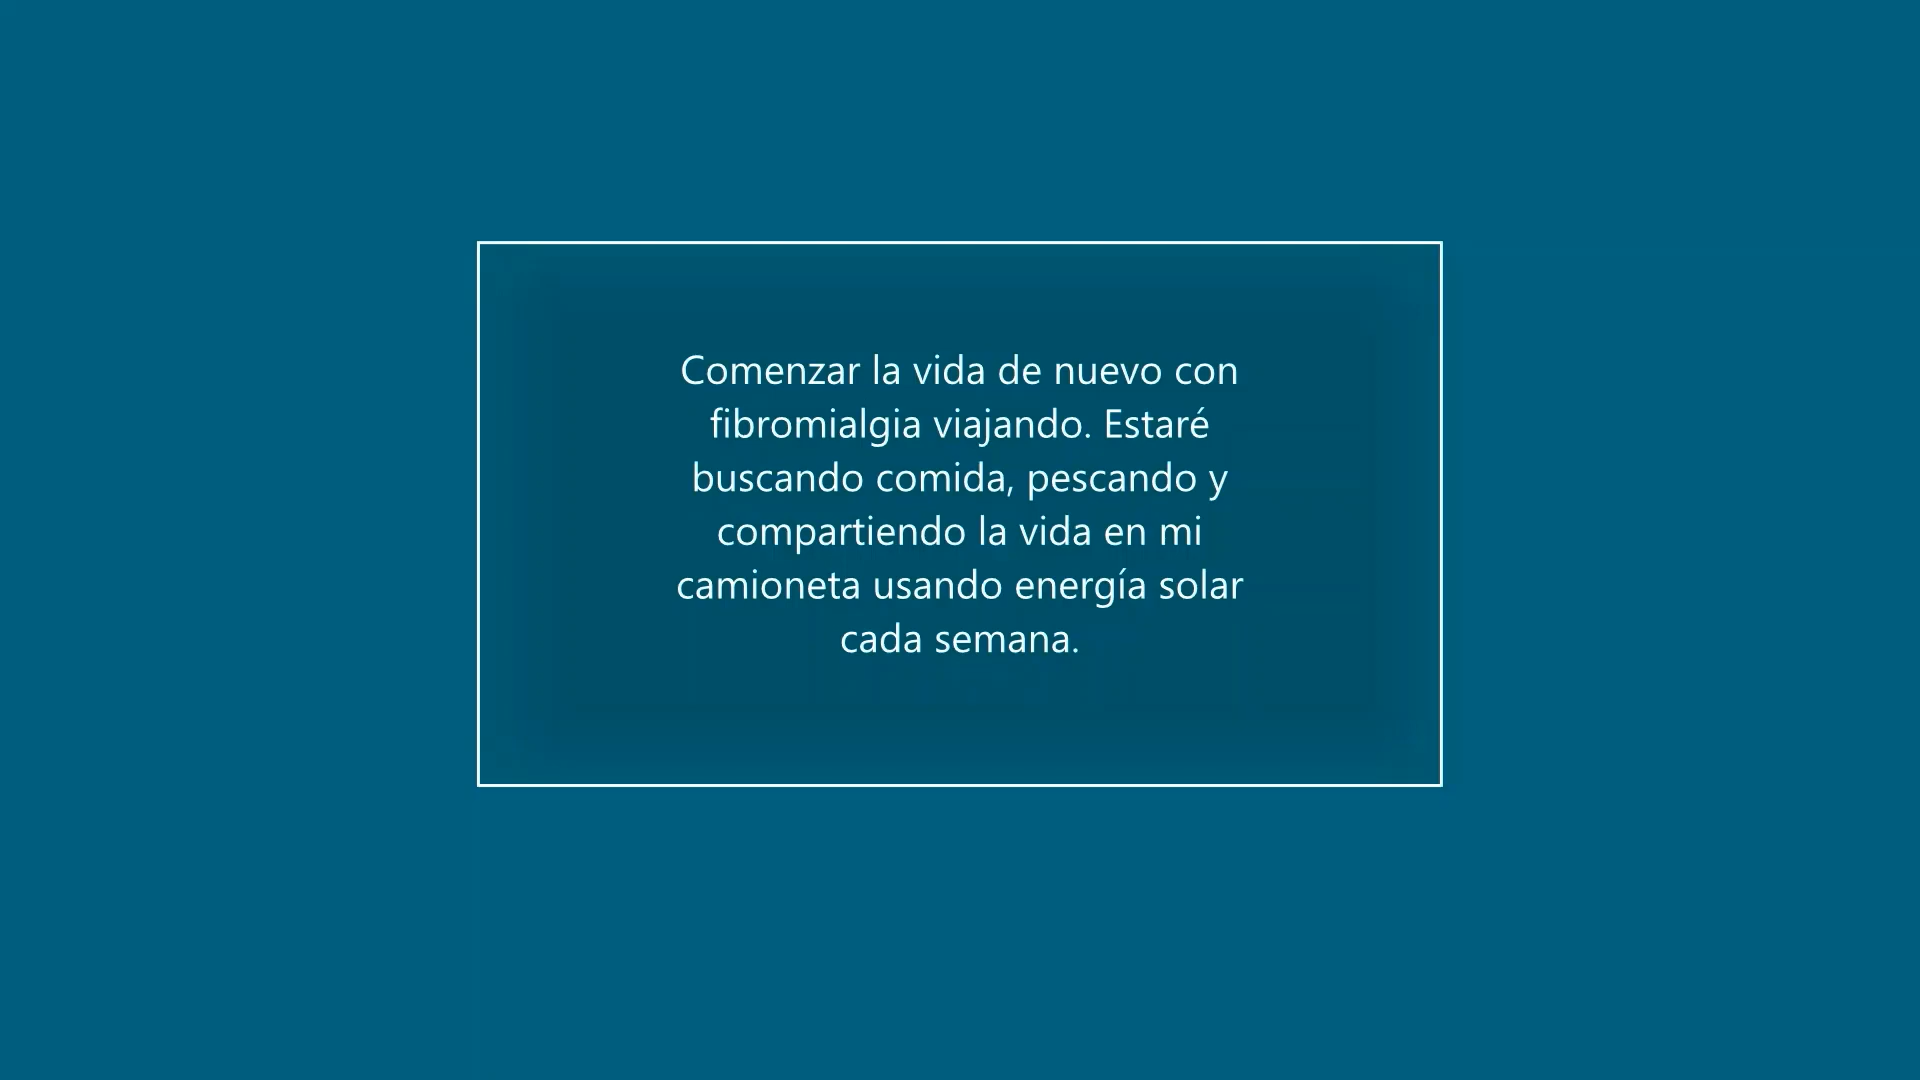 Comenzar la vida de nuevo con
fibromialgia viajando. Estaré
buscando comida, pescando y
compartiendo la vida en mi
camioneta usando energía solar
cada semana.